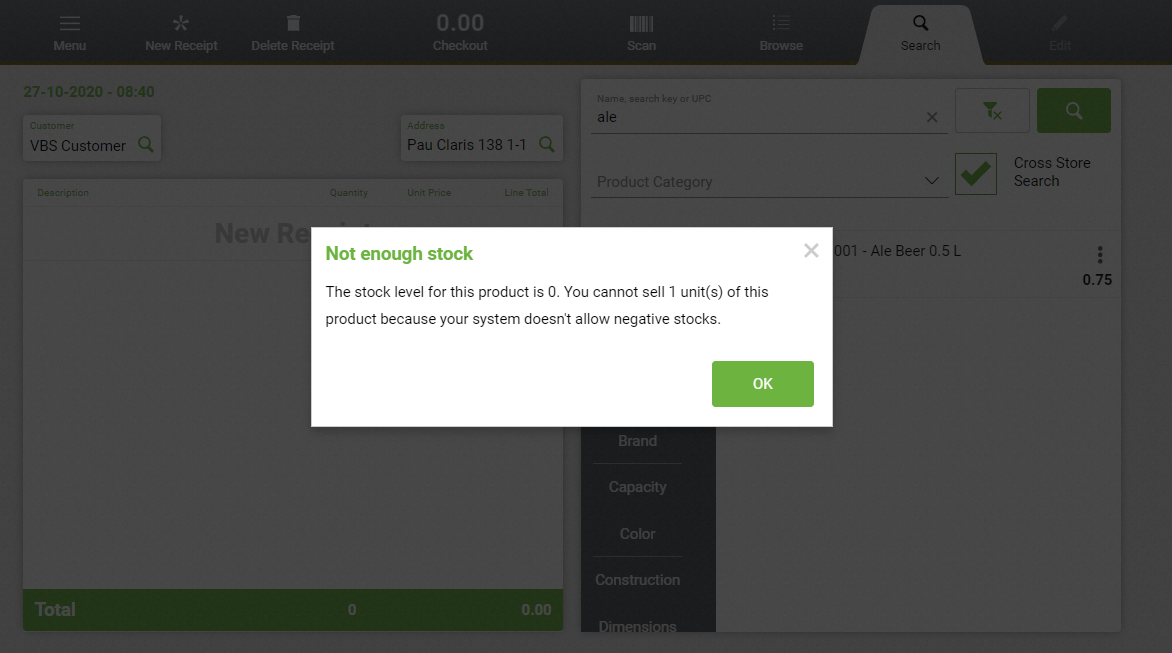 Menu
New Receipt
Delete Receipt
0.00
Checkout
Scan
Browse
Search
Edit
27-10-2020 - 08:40
Customer
VBS Customer
Address
Pau Claris 138 1-1
Description Quantity Unit Price Line Total
New
Total 0 0.00
Name, search key or UPC
ale
Product Category
Cross Store
Search
001 - Ale Beer 0.5 L
0.75
Not enough stock
The stock level for this product is 0. You cannot sell 1 unit(s) of this
product because your system doesn't allow negative stocks.
OK
Brand
Capacity
Color
Construction
Dimensions